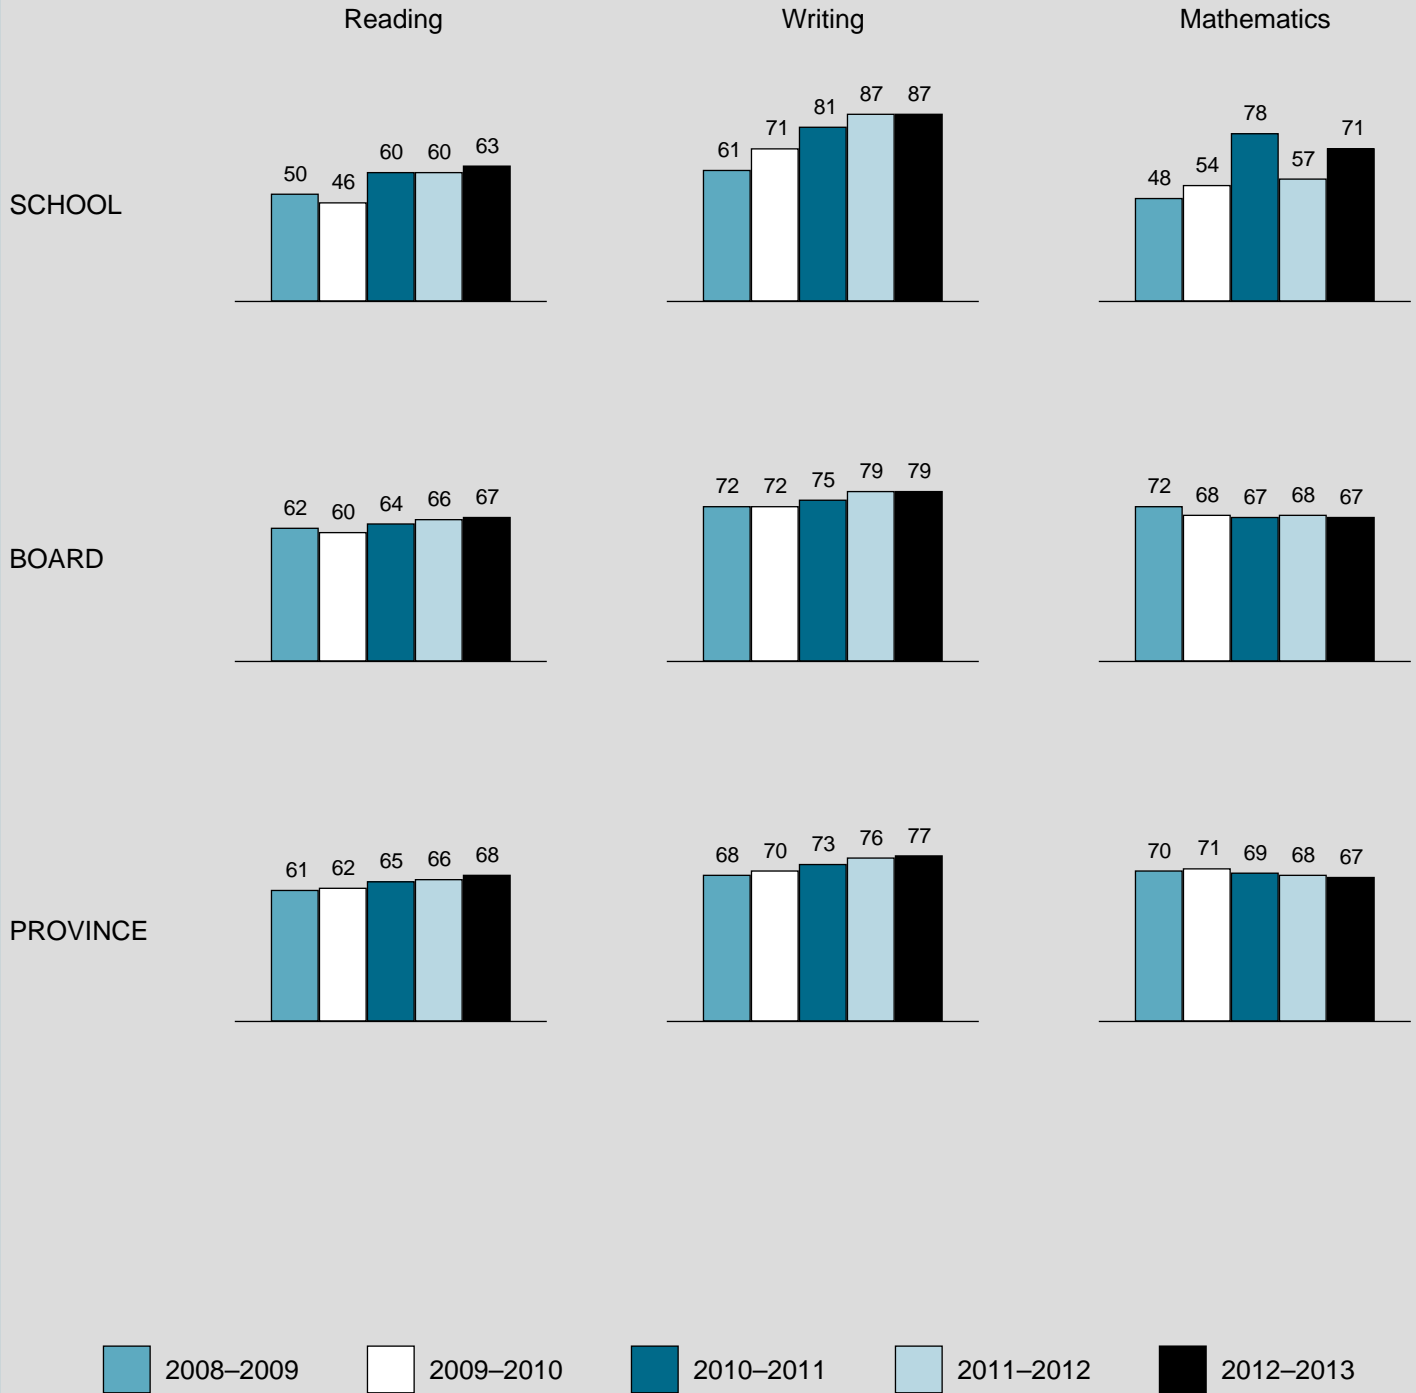 Reading Writing Mathematics
SCHOOL
50 46 60 60 63
61 71 81 87 87
48 54 78 57 71
BOARD
62 60 64 66 67
72 72 75 79 79
72 68 67 68 67
PROVINCE
61 62 65 66 68
68 70 73 76 77
70 71 69 68 67
2008–2009 2009–2010 2010–2011 2011–2012 2012–2013